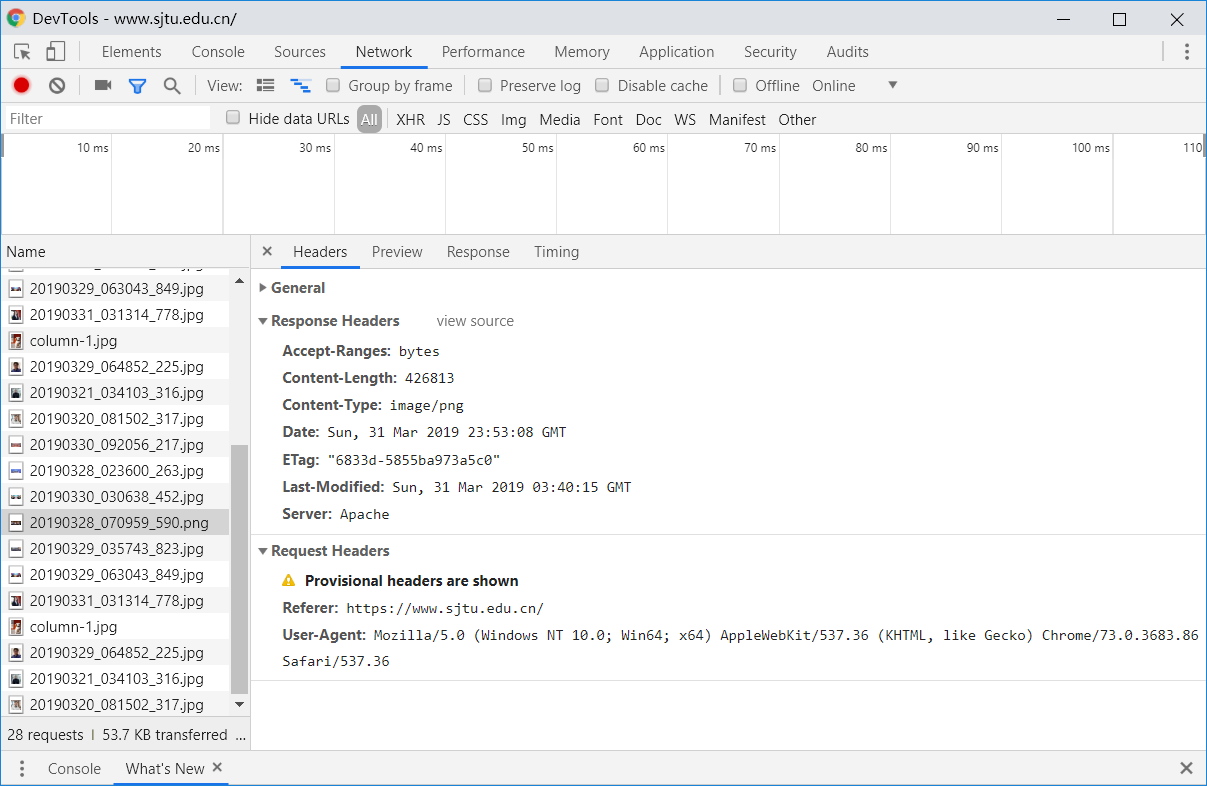 DevTools - www.sjtu.edu.cn/
Elements Console Sources Network Performance Memory Application Security Audits
View: Group by frame Preserve log Disable cache Offline Online
Filter Hide data URLs All XHR JS CSS Img Media Font Doc WS Manifest Other
10 ms 20 ms 30 ms 40 ms 50 ms 60 ms 70 ms 80 ms 90 ms 100 ms 110
Name
20190329_063043_849.jpg
20190331_031314_778.jpg
column-1.jpg
20190329_064852_225.jpg
20190321_034103_316.jpg
20190320_081502_317.jpg
20190330_092056_217.jpg
20190328_023600_263.jpg
20190330_030638_452.jpg
20190328_070959_590.png
20190329_035743_823.jpg
20190329_063043_849.jpg
20190331_031314_778.jpg
column-1.jpg
20190329_064852_225.jpg
20190321_034103_316.jpg
20190320_081502_317.jpg
28 requests 53.7 KB transferred ...
Headers Preview Response Timing
General
Response Headers view source
Accept-Ranges: bytes
Content-Length: 426813
Content-Type: image/png
Date: Sun, 31 Mar 2019 23:53:08 GMT
ETag: "6833d-5855ba973a5c0"
Last-Modified: Sun, 31 Mar 2019 03:40:15 GMT
Server: Apache
Request Headers
Provisional headers are shown
Referer: https://www.sjtu.edu.cn/
User-Agent: Mozilla/5.0 (Windows NT 10.0; Win64; x64) AppleWebKit/537.36 (KHTML, like Gecko) Chrome/73.0.3683.86
Safari/537.36
Console What's New